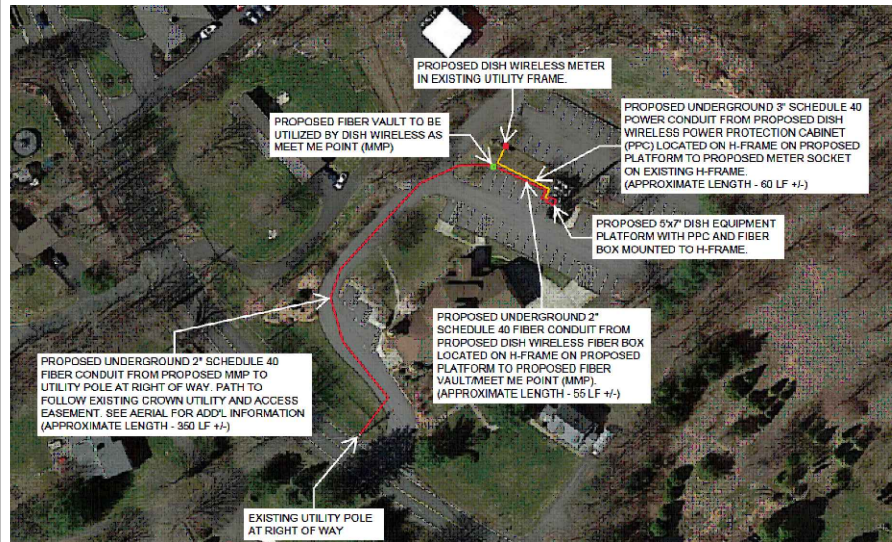 PROPOSED DISH WIRELESS METER
IN EXISTING UTILITY FRAME.
PROPOSED FIBER VAULT TO BE
UTILIZED BY DISH WIRELESS AS
MEET ME POINT (MMP)
PROPOSED UNDERGROUND 3" SCHEDULE 40
POWER CONDUIT FROM PROPOSED DISH
WIRELESS POWER PROTECTION CABINET
(PPC) LOCATED ON H-FRAME ON PROPOSED
PLATFORM TO PROPOSED METER SOCKET
ON EXISTING H-FRAME.
(APPROXIMATE LENGTH - 60 LF +/-)
PROPOSED 5'x7' DISH EQUIPMENT
PLATFORM WITH PPC AND FIBER
BOX MOUNTED TO H-FRAME.
PROPOSED UNDERGROUND 2"
SCHEDULE 40 FIBER CONDUIT FROM
PROPOSED DISH WIRELESS FIBER BOX
LOCATED ON H-FRAME ON PROPOSED
PLATFORM TO PROPOSED FIBER
VAULT/MEET ME POINT (MMP).
(APPROXIMATE LENGTH - 55 LF +/-)
PROPOSED UNDERGROUND 2" SCHEDULE 40
FIBER CONDUIT FROM PROPOSED MMP TO
UTILITY POLE AT RIGHT OF WAY. PATH TO
FOLLOW EXISTING CROWN UTILITY AND ACCESS
EASEMENT. SEE AERIAL FOR ADD'L INFORMATION
(APPROXIMATE LENGTH - 350 LF +/-)
EXISTING UTILITY POLE
AT RIGHT OF WAY